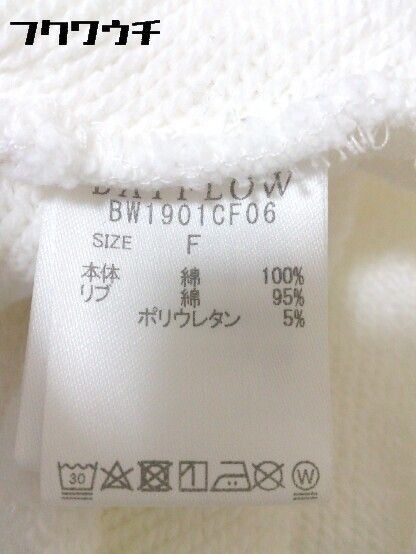 フクワウチ
BAYFLOW
BW1901CF06
SIZE F
本体 綿 100%
リブ 綿 95%
ポリウレタン 5%
30 W